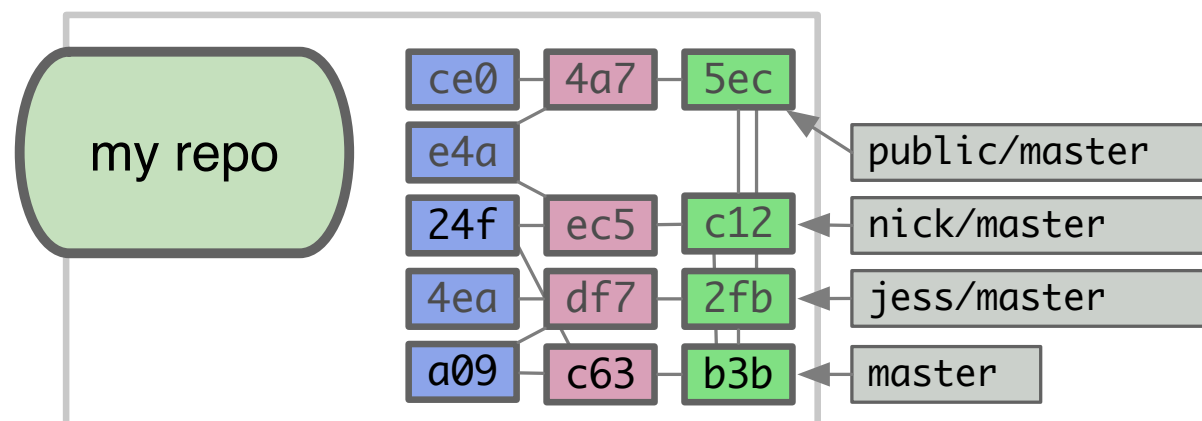 my repo
ce0 4a7 5ec
e4a
public/master
24f ec5 c12
nick/master
4ea df7 2fb
jess/master
a09 c63 b3b
master